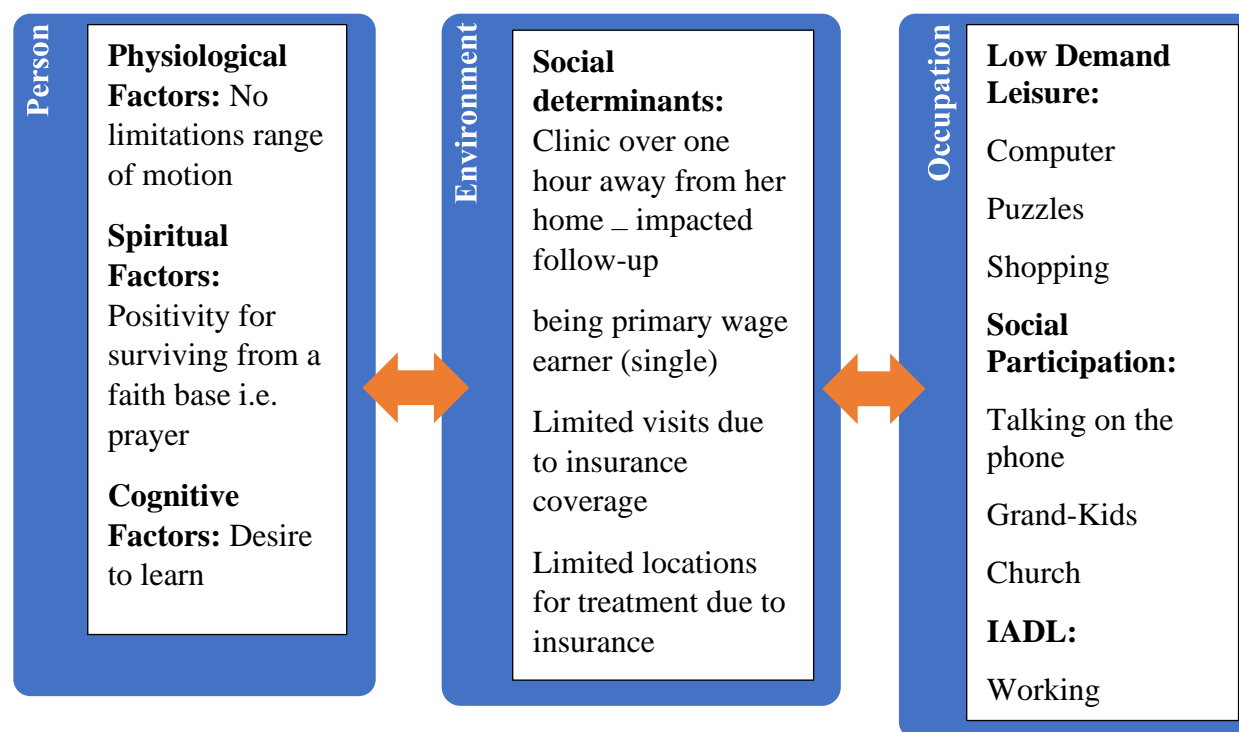 Person
Physiological
Factors: No
limitations range
of motion
Spiritual
Factors:
Positivity for
surviving from a
faith base i.e.
prayer
Cognitive
Factors: Desire
to learn
Environment
Social
determinants:
Clinic over one
hour away from her
home _ impacted
follow-up
being primary wage
earner (single)
Limited visits due
to insurance
coverage
Limited locations
for treatment due to
insurance
Occupation
Low Demand
Leisure:
Computer
Puzzles
Shopping
Social
Participation:
Talking on the
phone
Grand-Kids
Church
IADL:
Working